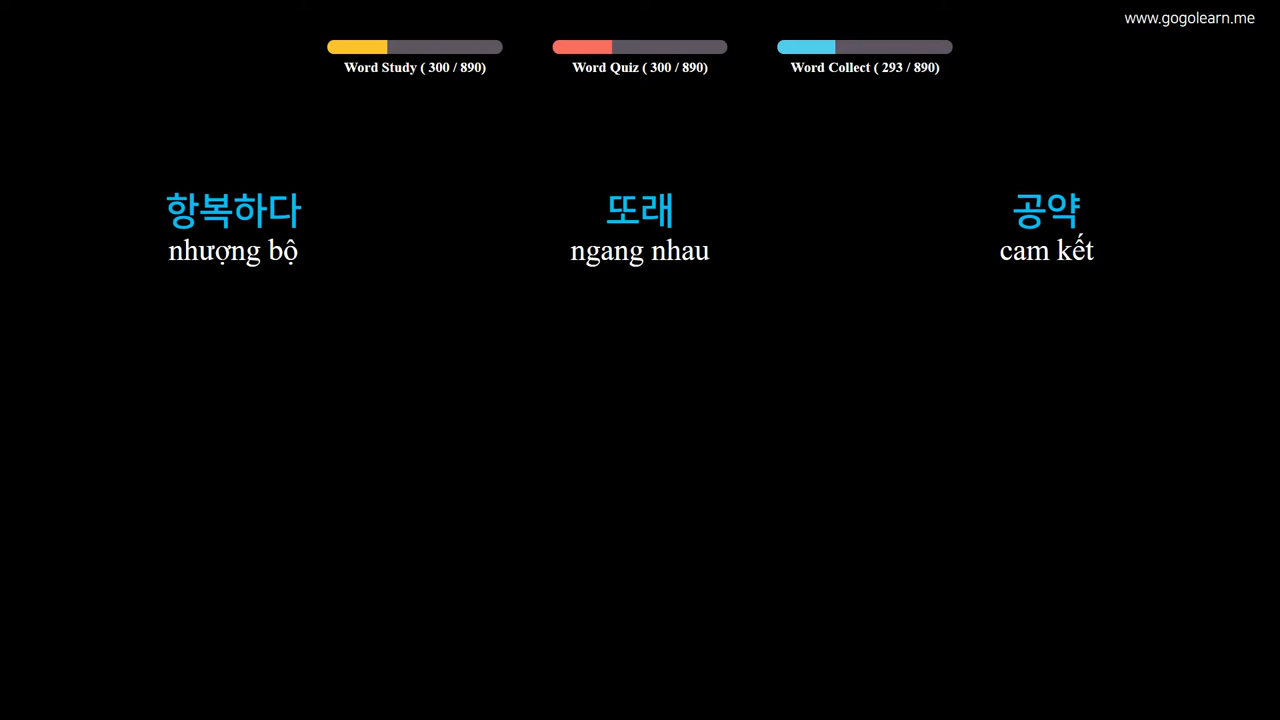 www.gogolearn.me
Word Study ( 300 / 890)
Word Quiz ( 300 / 890)
Word Collect ( 293 / 890)
항복하다
nhượng bộ
또래
ngang nhau
공약
cam kết